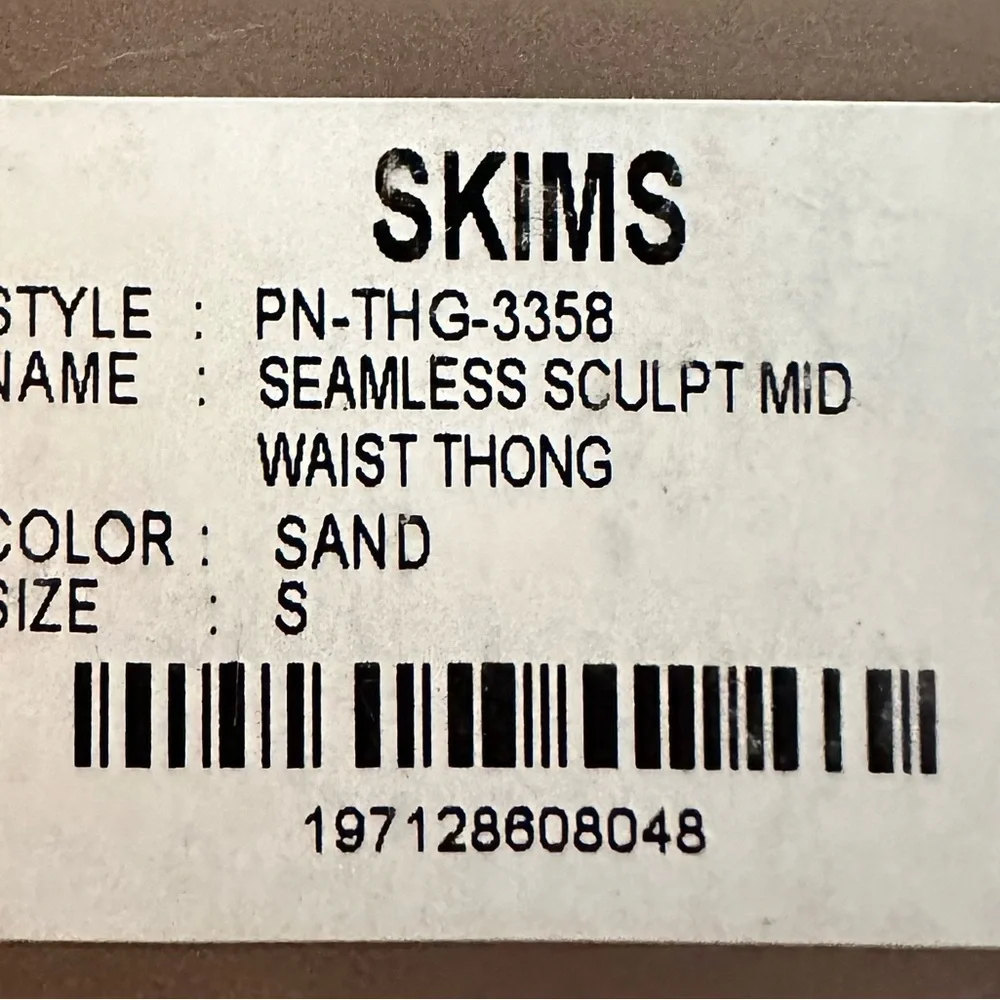 SKIMS
STYLE : PN-THG-3358
NAME : SEAMLESS SCULPT MID
WAIST THONG
COLOR : SAND
SIZE : S
197128608048